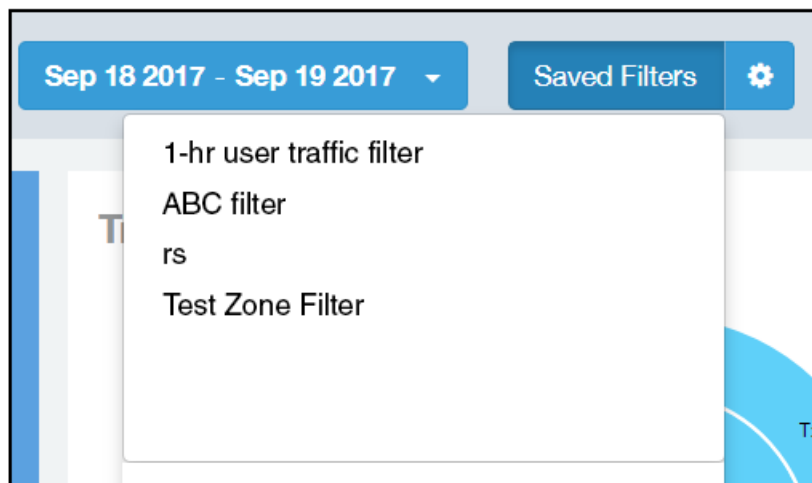 Sep 18 2017 - Sep 19 2017
Saved Filters
1-hr user traffic filter
ABC filter
rs
Test Zone Filter